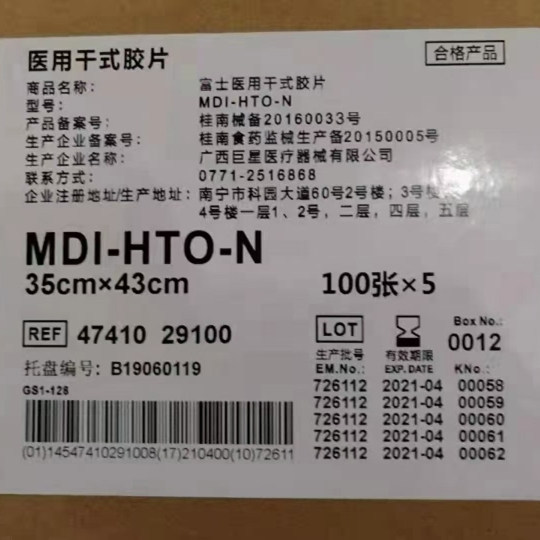 医用干式胶片
合格产品
商品名称： 富士医用干式胶片
型号： MDI-HTO-N
产品备案号： 桂南械备20160033号
生产企业备案号： 桂南食药监械生产备20150005号
生产企业名称： 广西巨星医疗器械有限公司
联系方式： 0771-2516868
企业注册地址/生产地址： 南宁市科园大道60号2号楼；3号楼
4号楼一层1、2号，二层，四层，五层
MDI-HTO-N
35cm×43cm 100张×5
REF 47410 29100
LOT Box No.:
0012
托盘编号：B19060119
生产批号 有效期限
EM.No.: EXP.DATE KNo.:
GS1-128
726112 2021-04 00058
726112 2021-04 00059
726112 2021-04 00060
726112 2021-04 00061
726112 2021-04 00062
(01)14547410291008(17)210400(10)72611